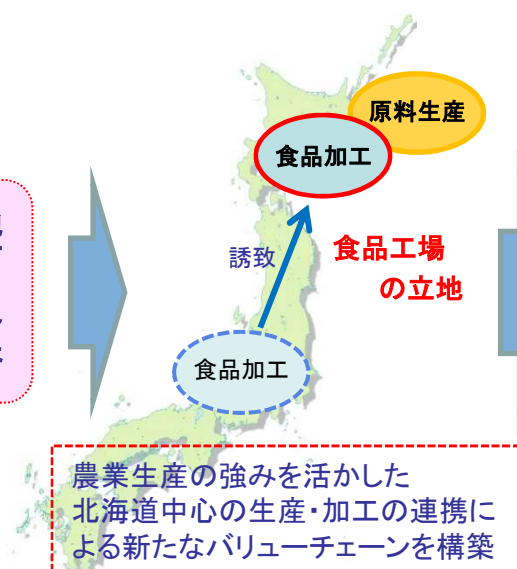 原料生産
食品加工
誘致
食品工場
の立地
食品加工
農業生産の強みを活かした
北海道中心の生産・加工の連携に
よる新たなバリューチェーンを構築